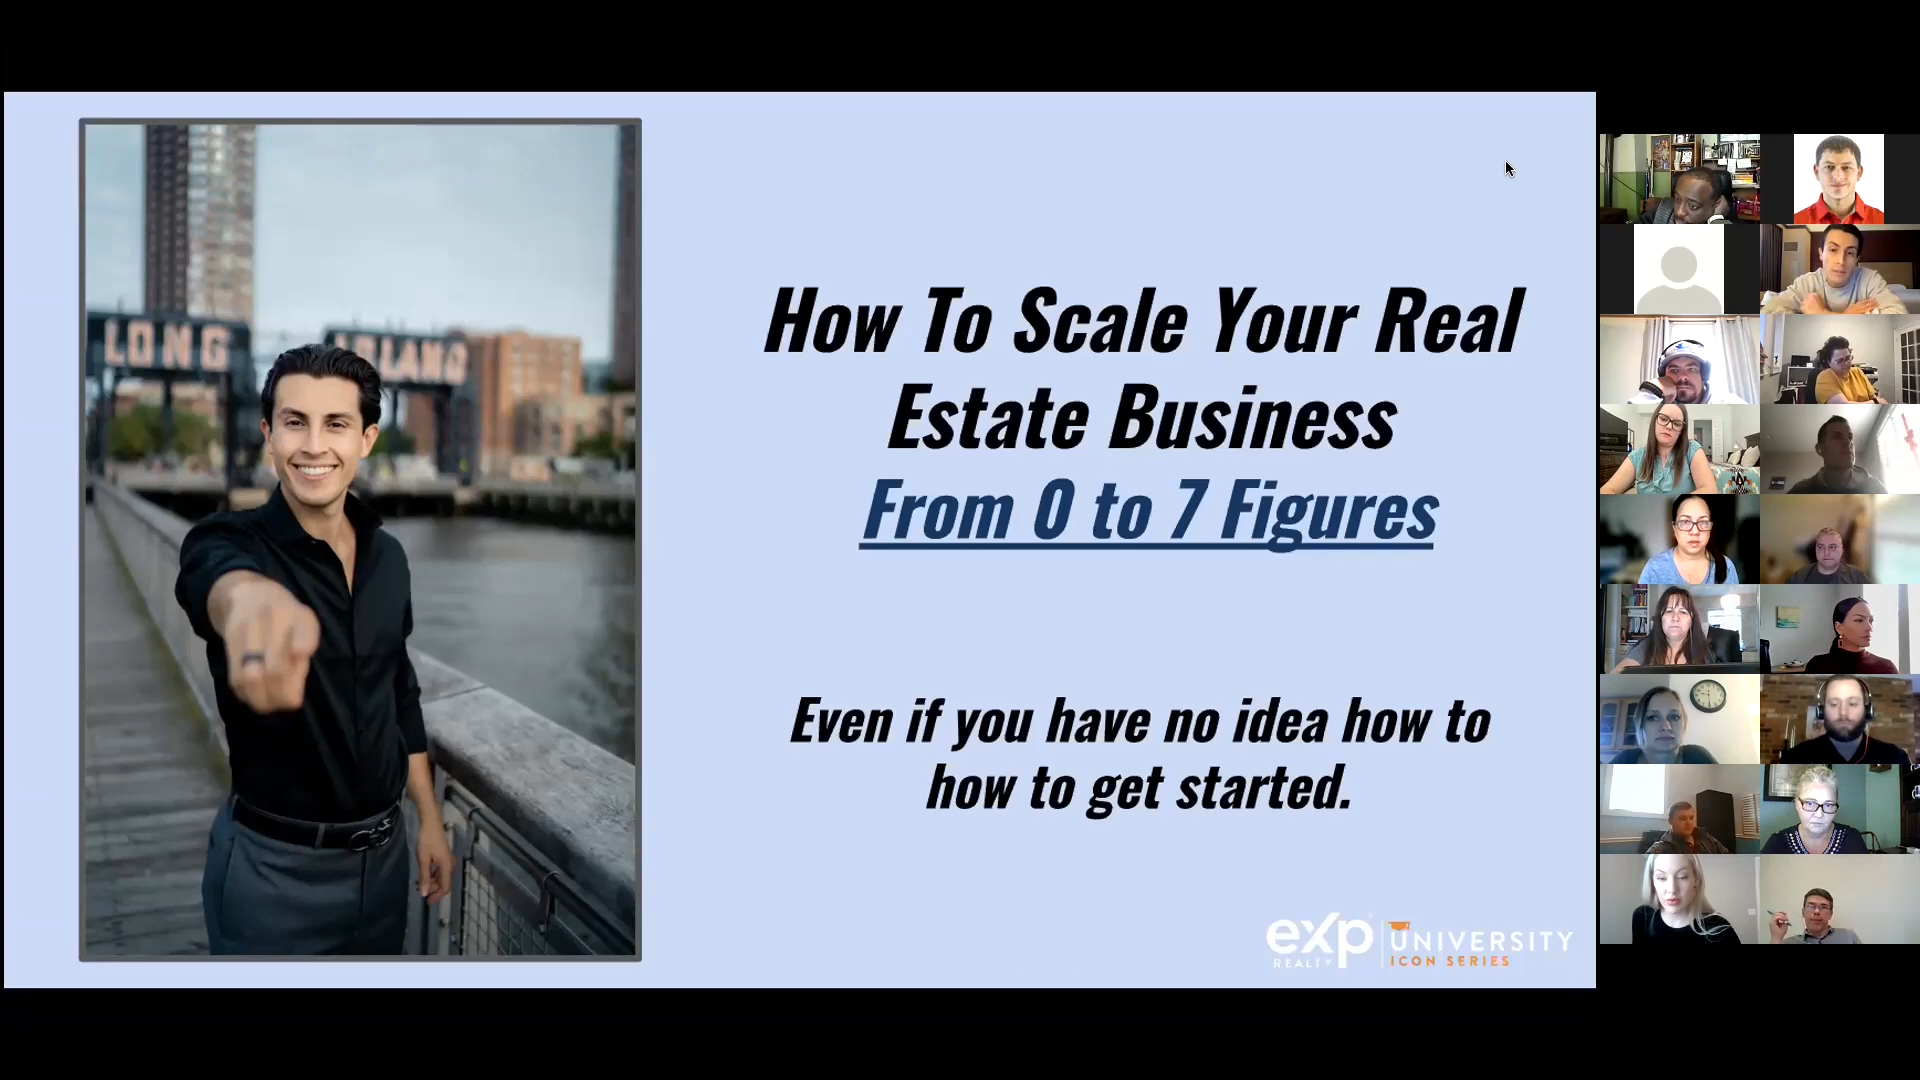 LONG
ISLAND
How To Scale Your Real
Estate Business
From 0 to 7 Figures
Even if you have no idea how to
how to get started.
exp
REALTY
UNIVERSITY
ICON SERIES